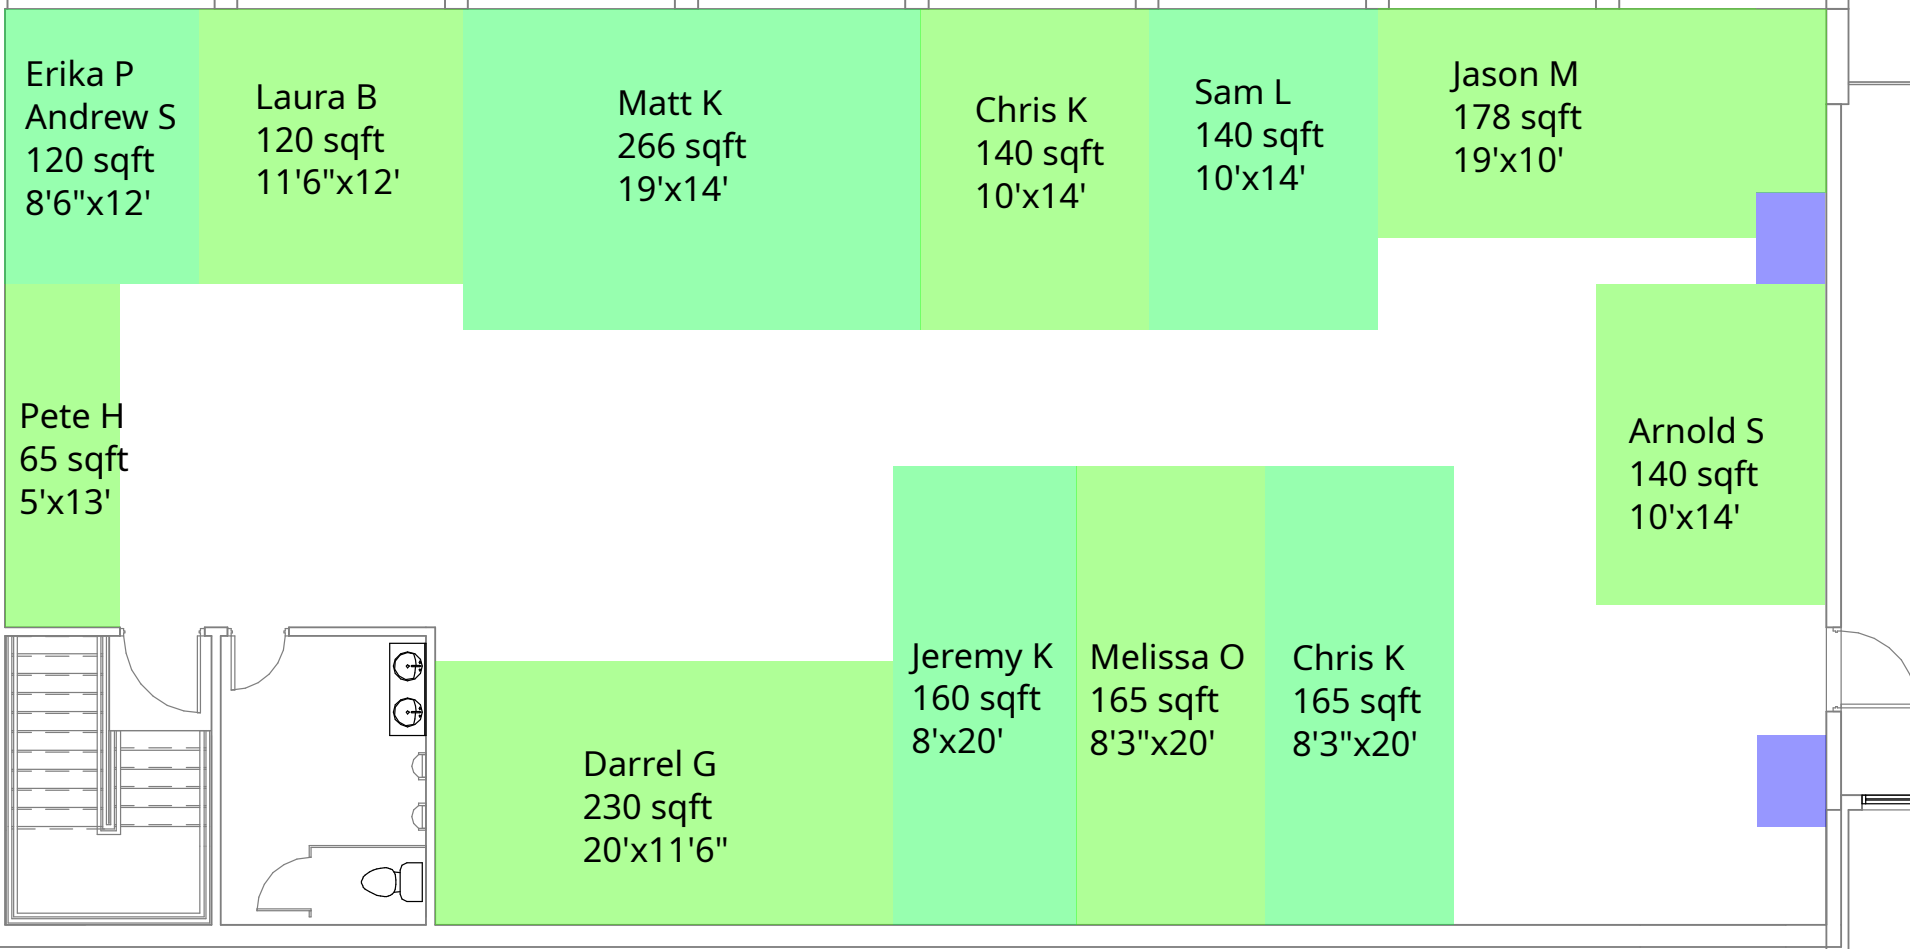 Erika P
Andrew S
120 sqft
8'6"x12'
Laura B
120 sqft
11'6"x12'
Matt K
266 sqft
19'x14'
Chris K
140 sqft
10'x14'
Sam L
140 sqft
10'x14'
Jason M
178 sqft
19'x10'
Pete H
65 sqft
5'x13'
Arnold S
140 sqft
10'x14'
Darrel G
230 sqft
20'x11'6"
Jeremy K
160 sqft
8'x20'
Melissa O
165 sqft
8'3"x20'
Chris K
165 sqft
8'3"x20'